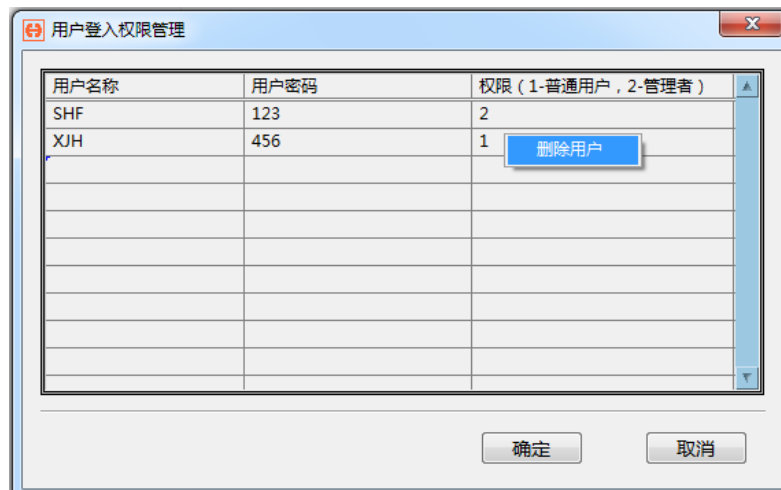 用户登入权限管理
用户名称 用户密码 权限（1-普通用户，2-管理者）
SHF 123 2
XJH 456 1
删除用户
确定 取消